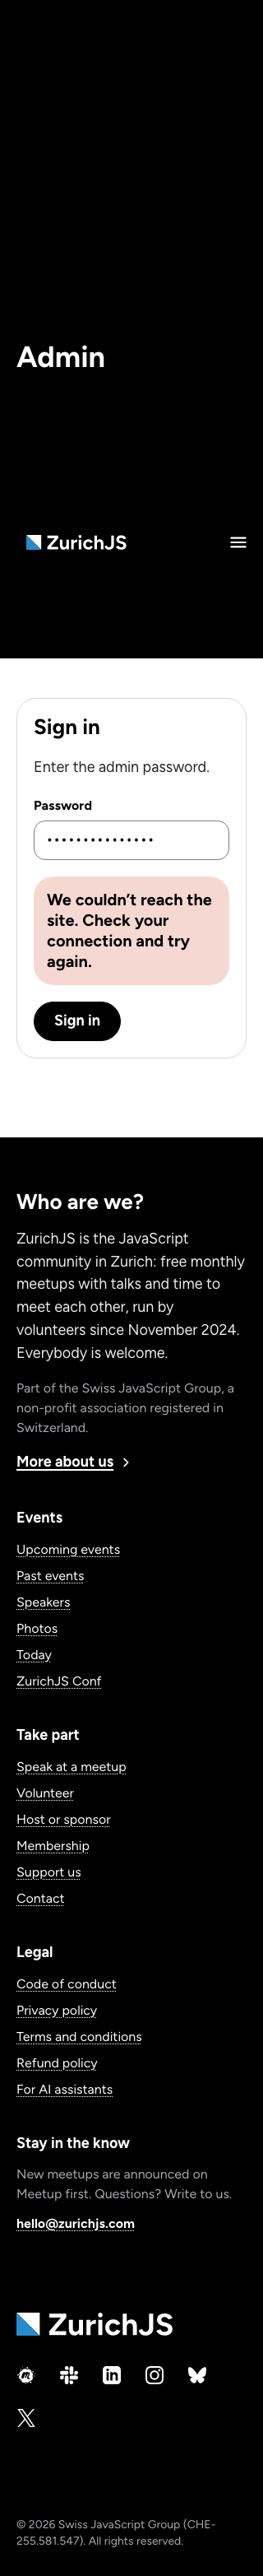 Admin
ZurichJS
Sign in
Enter the admin password.
Password
•••••••••••••••
We couldn’t reach the
site. Check your
connection and try
again.
Sign in
Who are we?
ZurichJS is the JavaScript
community in Zurich: free monthly
meetups with talks and time to
meet each other, run by
volunteers since November 2024.
Everybody is welcome.
Part of the Swiss JavaScript Group, a
non-profit association registered in
Switzerland.
More about us
Events
Upcoming events
Past events
Speakers
Photos
Today
ZurichJS Conf
Take part
Speak at a meetup
Volunteer
Host or sponsor
Membership
Support us
Contact
Legal
Code of conduct
Privacy policy
Terms and conditions
Refund policy
For AI assistants
Stay in the know
New meetups are announced on
Meetup first. Questions? Write to us.
hello@zurichjs.com
ZurichJS
© 2026 Swiss JavaScript Group (CHE-
255.581.547). All rights reserved.